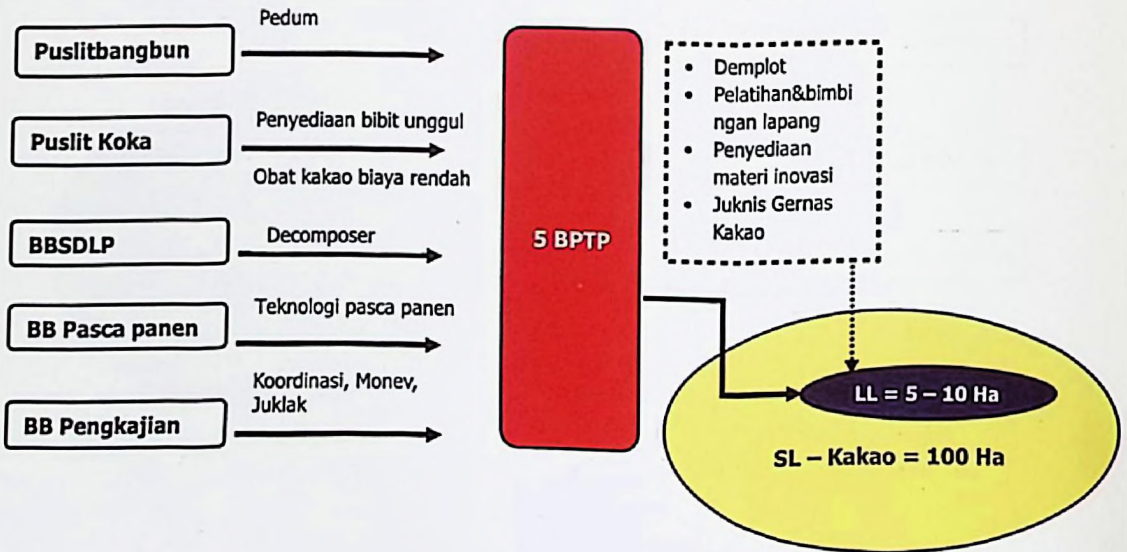 Puslitbangbun
Pedum
Puslit Koka
Penyediaan bibit unggul
Obat kakao biaya rendah
BBSDLP
Decomposer
BB Pasca panen
Teknologi pasca panen
BB Pengkajian
Koordinasi, Monev,
Juklak
5 BPTP
• Demplot
• Pelatihan&bimbi
ngan lapang
• Penyediaan
materi inovasi
• Juknis Gernas
Kakao
LL = 5 – 10 Ha
SL – Kakao = 100 Ha